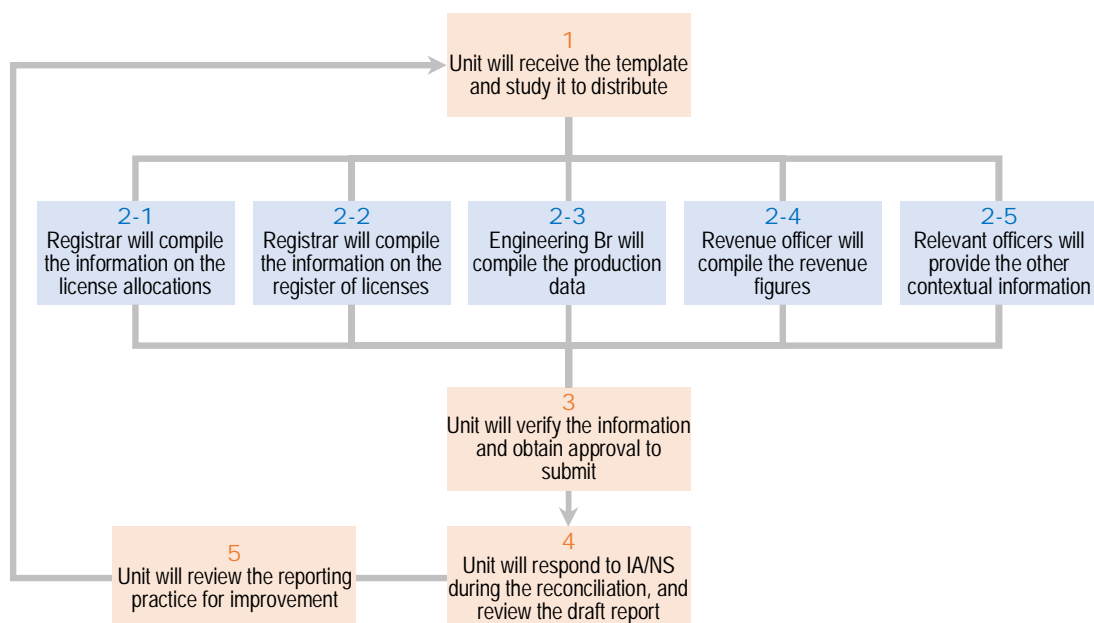 1
Unit will receive the template
and study it to distribute
2-1
Registrar will compile
the information on the
license allocations
2-2
Registrar will compile
the information on the
register of licenses
2-3
Engineering Br will
compile the production
data
2-4
Revenue officer will
compile the revenue
figures
2-5
Relevant officers will
provide the other
contextual information
3
Unit will verify the information
and obtain approval to
submit
5
Unit will review the reporting
practice for improvement
4
Unit will respond to IA/NS
during the reconciliation, and
review the draft report